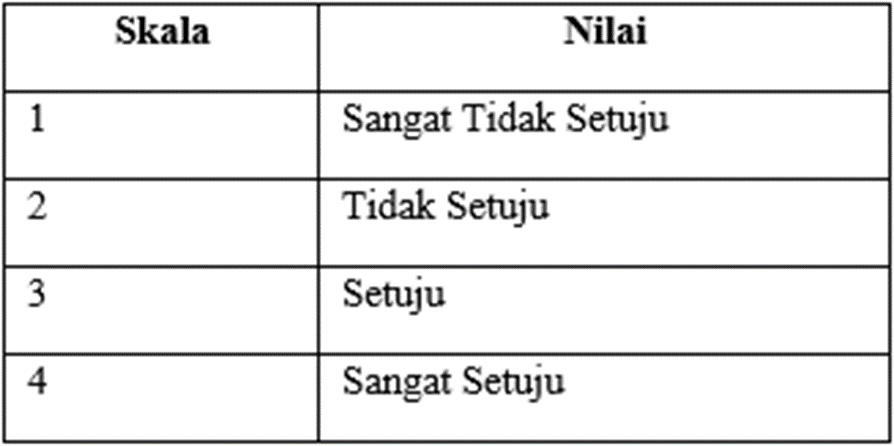 Skala Nilai
1 Sangat Tidak Setuju
2 Tidak Setuju
3 Setuju
4 Sangat Setuju